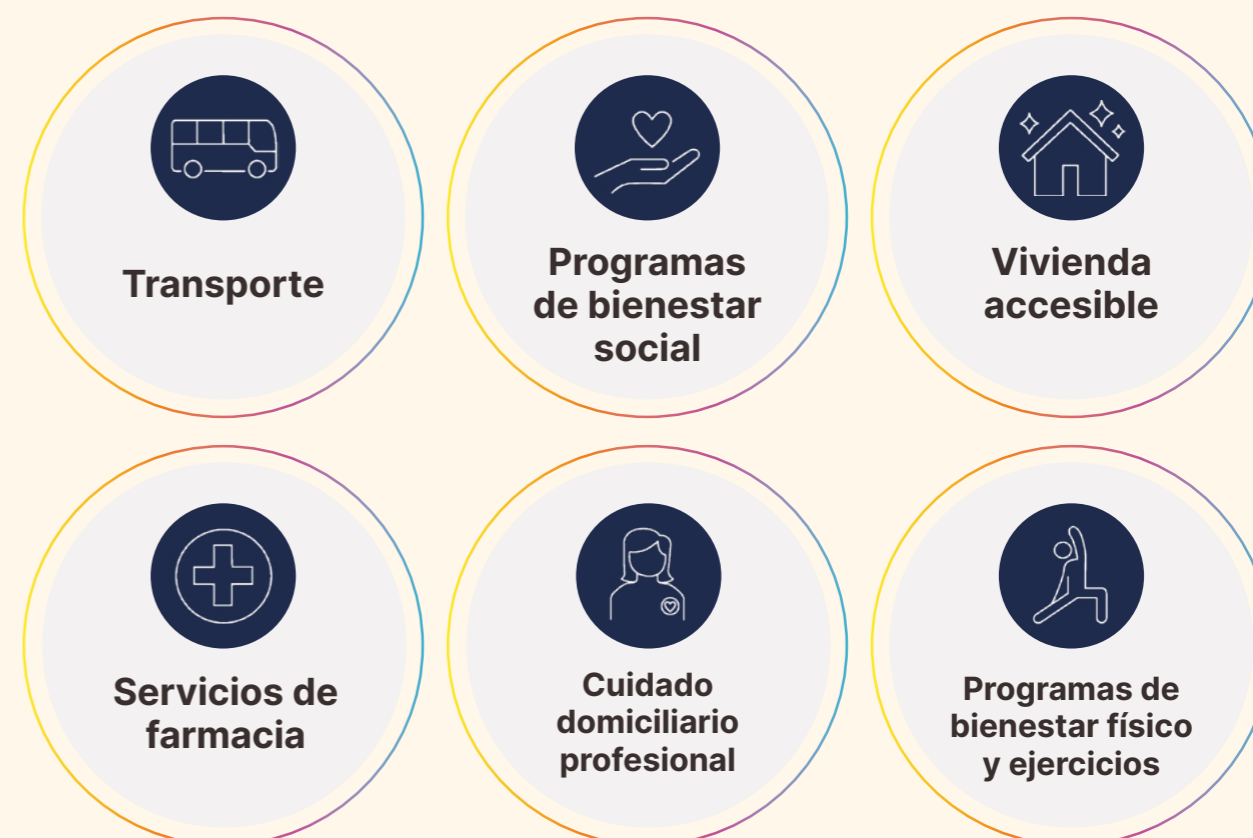 Transporte
Programas
de bienestar
social
Vivienda
accesible
Servicios de
farmacia
Cuidado
domiciliario
profesional
Programas de
bienestar físico
y ejercicios